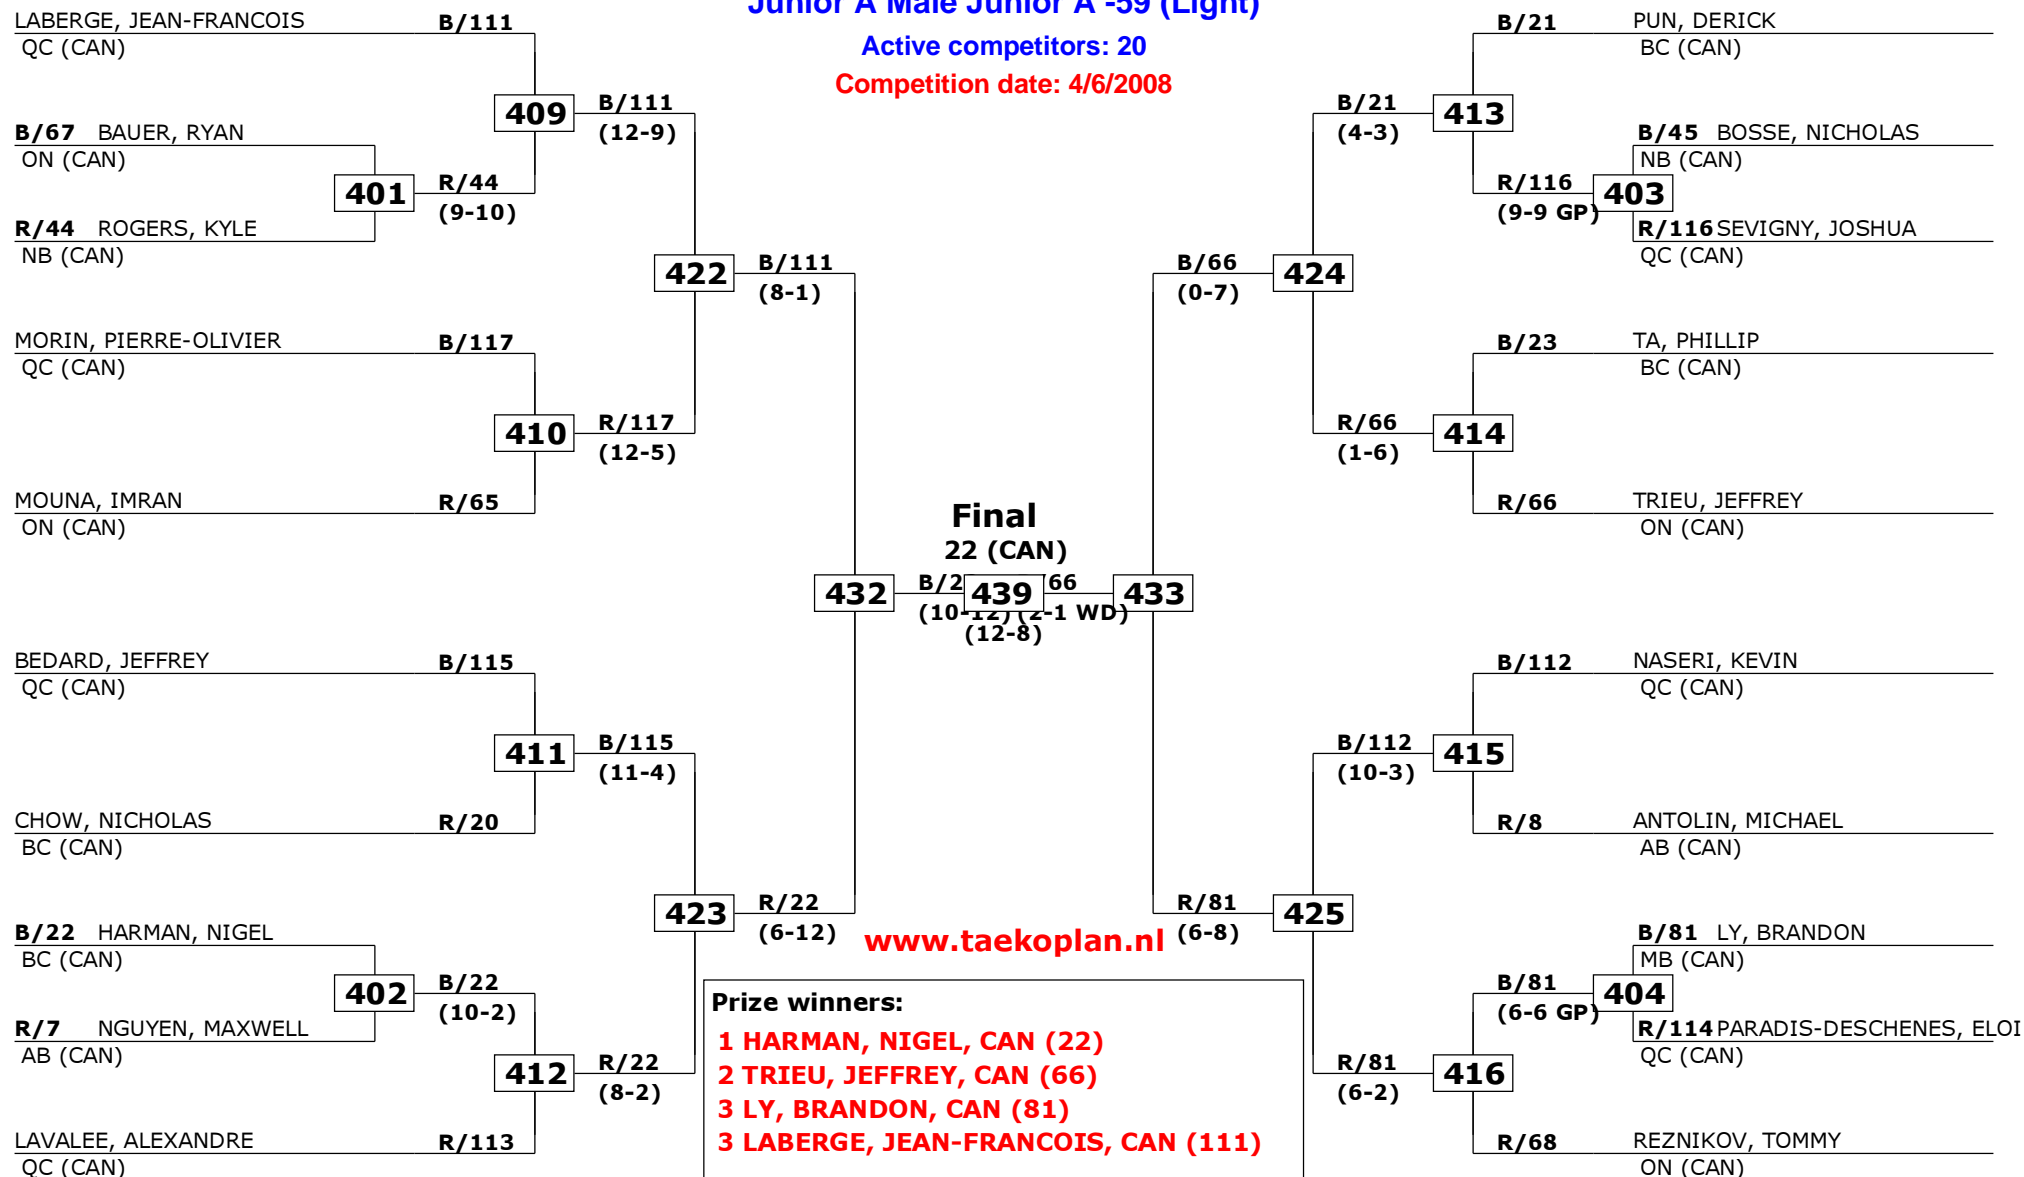 Junior A Male Junior A -59 (Light)
Active competitors: 20
Competition date: 4/6/2008
LABERGE, JEAN-FRANCOIS B/111
QC (CAN)
409
B/111
(12-9)
B/67 BAUER, RYAN
ON (CAN)
401
R/44
(9-10)
R/44 ROGERS, KYLE
NB (CAN)
422
B/111
(8-1)
MORIN, PIERRE-OLIVIER B/117
QC (CAN)
410
R/117
(12-5)
MOUNA, IMRAN R/65
ON (CAN)
432
BEDARD, JEFFREY B/115
QC (CAN)
411
B/115
(11-4)
CHOW, NICHOLAS R/20
BC (CAN)
423
R/22
(6-12)
B/22 HARMAN, NIGEL
BC (CAN)
402
B/22
(10-2)
R/7 NGUYEN, MAXWELL
AB (CAN)
412
R/22
(8-2)
LAVALEE, ALEXANDRE R/113
QC (CAN)
Final
22 (CAN)
B/2 439 66
(10-12) (2-1 WD)
(12-8)
433
B/21 PUN, DERICK
BC (CAN)
B/21
(4-3)
413
B/45 BOSSE, NICHOLAS
NB (CAN)
R/116
(9-9 GP)
403
R/116 SEVIGNY, JOSHUA
QC (CAN)
B/66
(0-7)
424
B/23 TA, PHILLIP
BC (CAN)
R/66
(1-6)
414
R/66 TRIEU, JEFFREY
ON (CAN)
B/112 NASERI, KEVIN
QC (CAN)
B/112
(10-3)
415
R/8 ANTOLIN, MICHAEL
AB (CAN)
R/81
(6-8)
425
B/81 LY, BRANDON
MB (CAN)
B/81
(6-6 GP)
404
R/114 PARADIS-DESCHENES, ELOI
QC (CAN)
R/81
(6-2)
416
R/68 REZNIKOV, TOMMY
ON (CAN)
www.taekoplan.nl
Prize winners:
1 HARMAN, NIGEL, CAN (22)
2 TRIEU, JEFFREY, CAN (66)
3 LY, BRANDON, CAN (81)
3 LABERGE, JEAN-FRANCOIS, CAN (111)